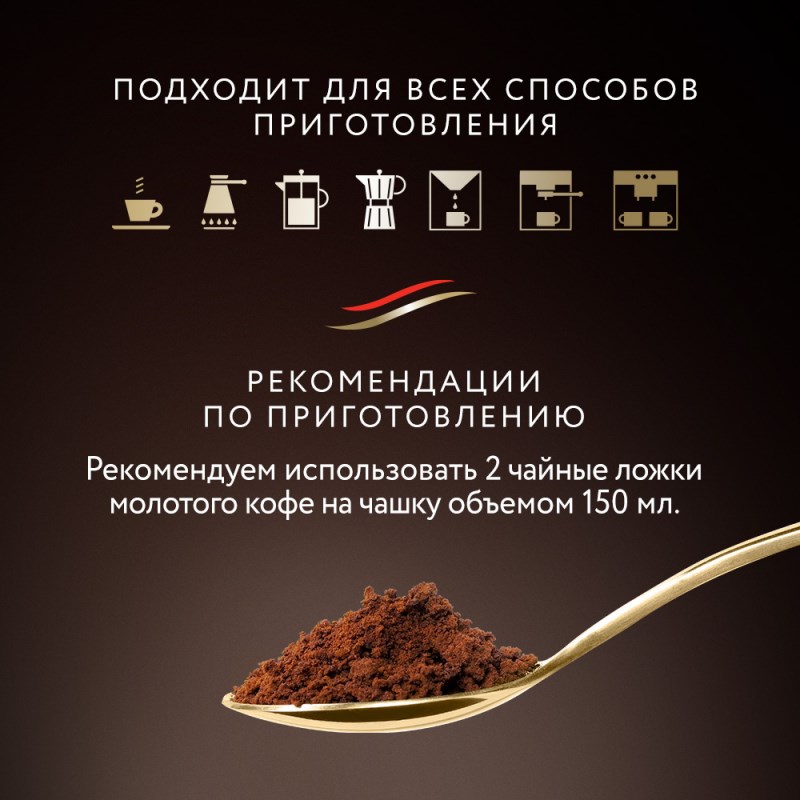 ПОДХОДИТ ДЛЯ ВСЕХ СПОСОБОВ
ПРИГОТОВЛЕНИЯ
РЕКОМЕНДАЦИИ
ПО ПРИГОТОВЛЕНИЮ
Рекомендуем использовать 2 чайные ложки
молотого кофе на чашку объемом 150 мл.